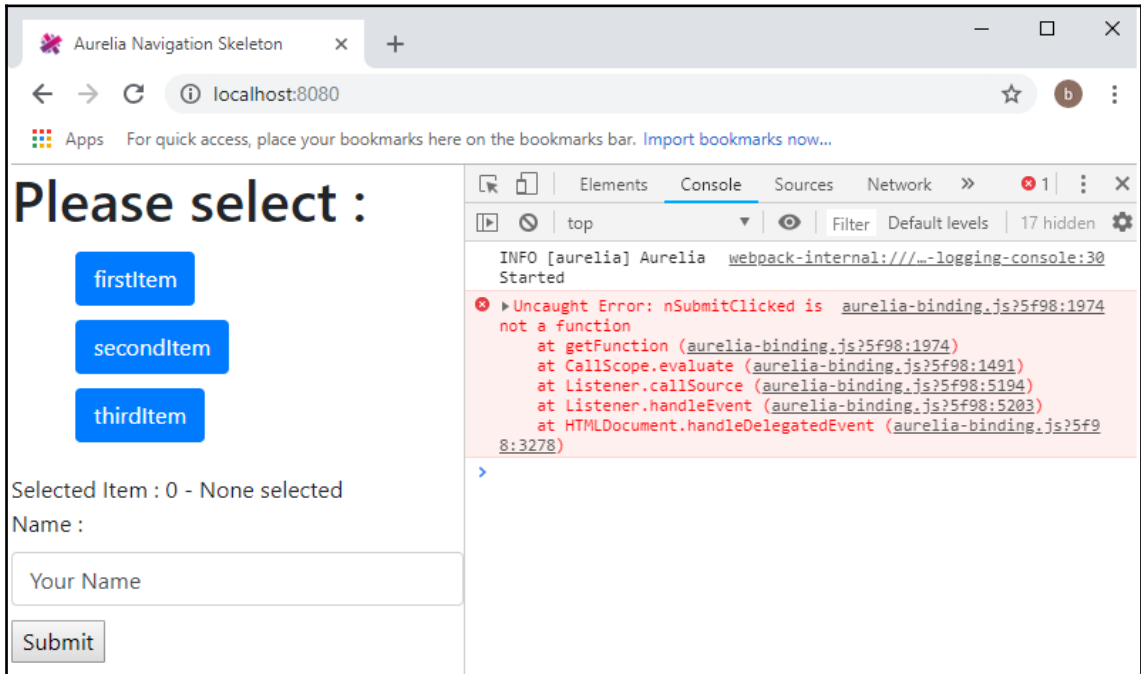 Aurelia Navigation Skeleton
localhost:8080
b
Apps For quick access, place your bookmarks here on the bookmarks bar. Import bookmarks now...
Please select :
firstItem
secondItem
thirdItem
Selected Item : 0 - None selected
Name :
Your Name
Submit
Elements Console Sources Network » 1
top Filter Default levels 17 hidden
INFO [aurelia] Aurelia webpack-internal:///…-logging-console:30
Started
Uncaught Error: nSubmitClicked is aurelia-binding.js?5f98:1974
not a function
at getFunction (aurelia-binding.js?5f98:1974)
at CallScope.evaluate (aurelia-binding.js?5f98:1491)
at Listener.callSource (aurelia-binding.js?5f98:5194)
at Listener.handleEvent (aurelia-binding.js?5f98:5203)
at HTMLDocument.handleDelegatedEvent (aurelia-binding.js?5f9
8:3278)